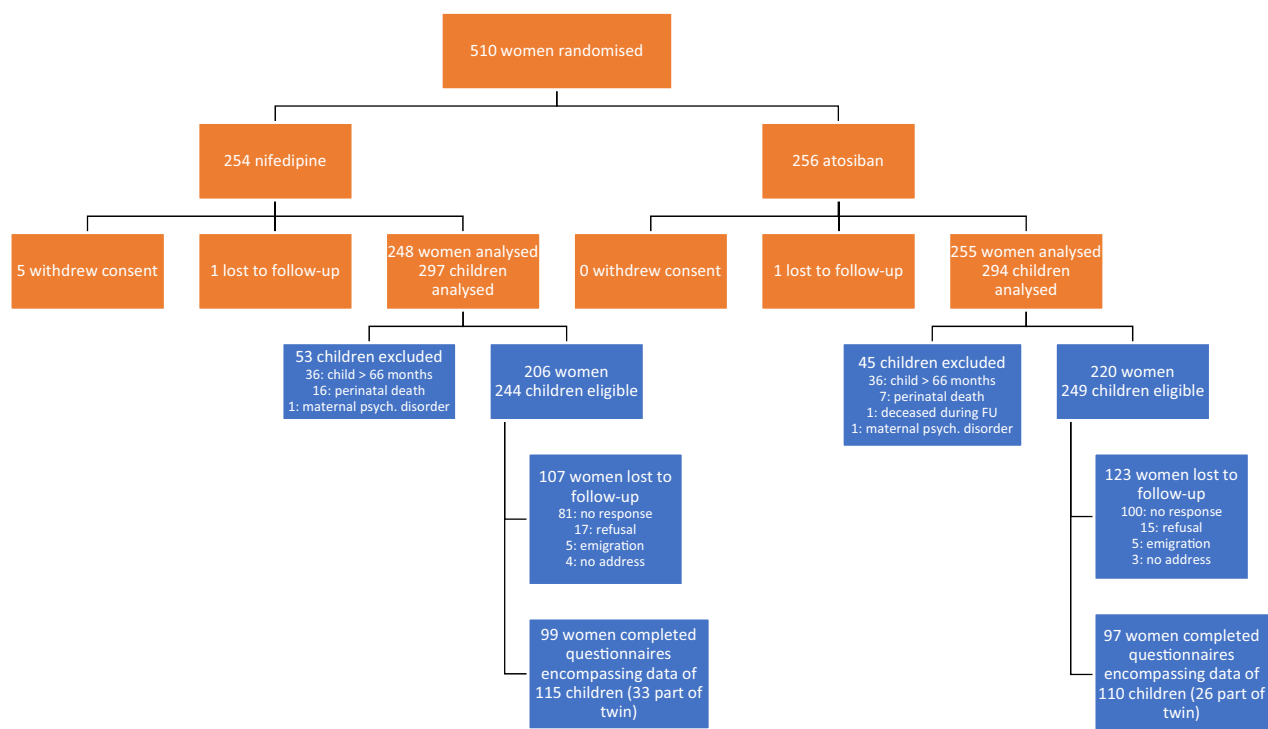 510 women randomised
254 nifedipine
256 atosiban
5 withdrew consent
1 lost to follow-up
248 women analysed
297 children
analysed
0 withdrew consent
1 lost to follow-up
255 women analysed
294 children
analysed
53 children excluded
36: child > 66 months
16: perinatal death
1: maternal psych. disorder
206 women
244 children eligible
45 children excluded
36: child > 66 months
7: perinatal death
1: deceased during FU
1: maternal psych. disorder
220 women
249 children eligible
107 women lost to
follow-up
81: no response
17: refusal
5: emigration
4: no address
123 women lost to
follow-up
100: no response
15: refusal
5: emigration
3: no address
99 women completed
questionnaires
encompassing data of
115 children (33 part of
twin)
97 women completed
questionnaires
encompassing data of
110 children (26 part of
twin)